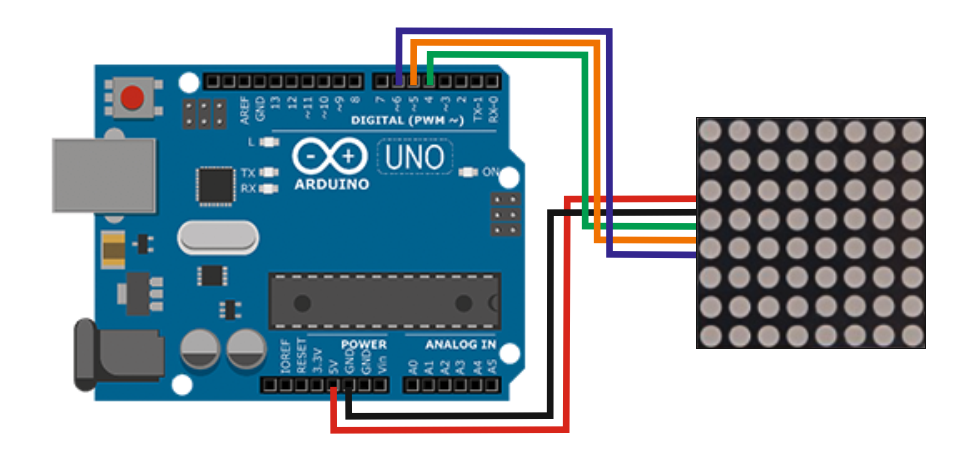 AREF
GND
13
12
~11
~10
~9
8
7
~6
~5
4
~3
2
TX→1
RX←0
DIGITAL (PWM ~)
L
TX
RX
UNO
ON
ARDUINO
POWER
ANALOG IN
IOREF
RESET
3.3V
5V
GND
GND
Vin
A0
A1
A2
A3
A4
A5